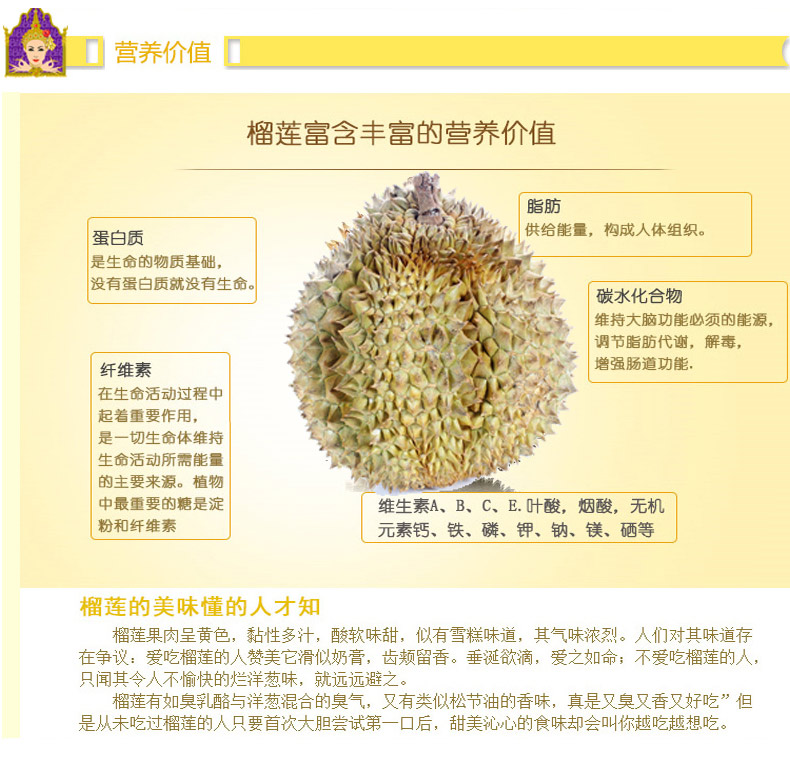 营养价值
榴莲富含丰富的营养价值
脂肪
供给能量，构成人体组织。
蛋白质
是生命的物质基础，
没有蛋白质就没有生命。
碳水化合物
维持大脑功能必须的能源，
调节脂肪代谢，解毒，
增强肠道功能.
纤维素
在生命活动过程中
起着重要作用，
是一切生命体维持
生命活动所需能量
的主要来源。植物
中最重要的糖是淀
粉和纤维素
维生素A、B、C、E.叶酸，烟酸，无机
元素钙、铁、磷、钾、钠、镁、硒等
榴莲的美味懂的人才知
榴莲果肉呈黄色，黏性多汁，酸软味甜，似有雪糕味道，其气味浓烈。人们对其味道存
在争议：爱吃榴莲的人赞美它滑似奶膏，齿颊留香。垂涎欲滴，爱之如命；不爱吃榴莲的人，
只闻其令人不愉快的烂洋葱味，就远远避之。
榴莲有如臭乳酪与洋葱混合的臭气，又有类似松节油的香味，真是又臭又香又好吃”但
是从未吃过榴莲的人只要首次大胆尝试第一口后，甜美沁心的食味却会叫你越吃越想吃。